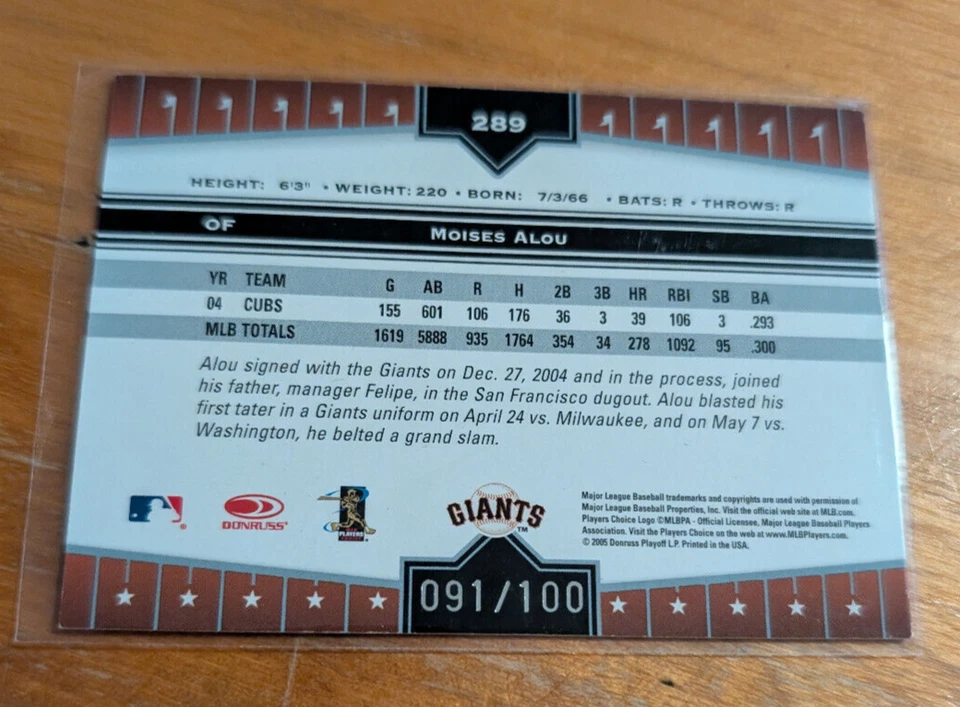 289
HEIGHT: 6'3" • WEIGHT: 220 • BORN: 7/3/66 • BATS: R • THROWS: R
OF MOISES ALOU
YR TEAM G AB R H 2B 3B HR RBI SB BA
04 CUBS 155 601 106 176 36 3 39 106 3 .293
MLB TOTALS 1619 5888 935 1764 354 34 278 1092 95 .300
Alou signed with the Giants on Dec. 27, 2004 and in the process, joined
his father, manager Felipe, in the San Francisco dugout. Alou blasted his
first tater in a Giants uniform on April 24 vs. Milwaukee, and on May 7 vs.
Washington, he belted a grand slam.
DONRUSS®
PLAYERS
GIANTS™
Major League Baseball trademarks and copyrights are used with permission of
Major League Baseball Properties, Inc. Visit the official web site at MLB.com.
Players Choice Logo ©MLBPA - Official Licensee, Major League Baseball Players
Association. Visit the Players Choice on the web at www.MLBPlayers.com.
© 2005 Donruss Playoff L.P. Printed in the USA.
091/100